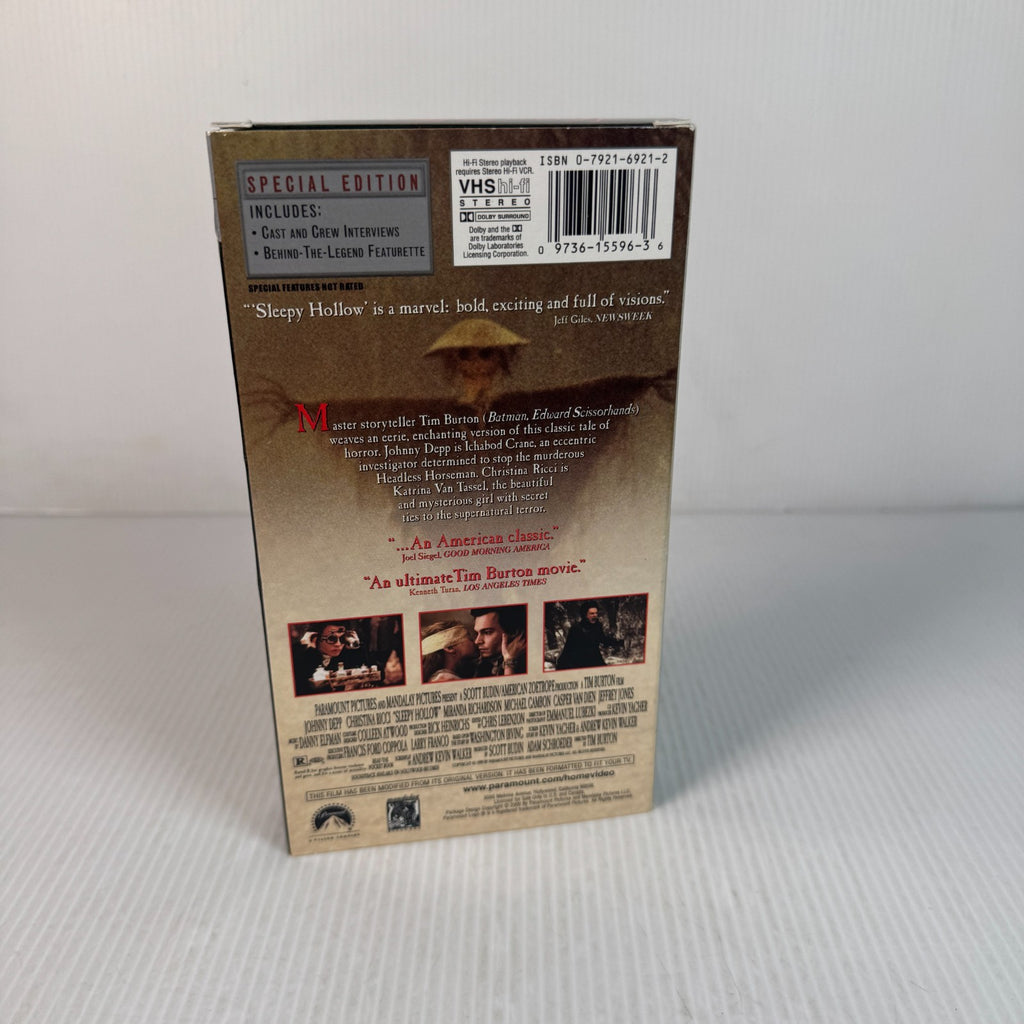 SPECIAL EDITION
INCLUDES:
• CAST AND CREW INTERVIEWS
• BEHIND-THE-LEGEND FEATURETTE
SPECIAL FEATURES NOT RATED
Hi-Fi Stereo playback
requires Stereo Hi-Fi VCR.
VHS hi-fi
STEREO
DOLBY SURROUND
Dolby and the
are trademarks of
Dolby Laboratories
Licensing Corporation.
ISBN 0-7921-6921-2
0 9736-15596-3 6
"'Sleepy Hollow' is a marvel: bold, exciting and full of visions."
Jeff Giles, NEWSWEEK
Master storyteller Tim Burton (Batman, Edward Scissorhands)
weaves an eerie, enchanting version of this classic tale of
horror. Johnny Depp is Ichabod Crane, an eccentric
investigator determined to stop the murderous
Headless Horseman. Christina Ricci is
Katrina Van Tassel, the beautiful
and mysterious girl with secret
ties to the supernatural terror.
"...An American classic."
Joel Siegel, GOOD MORNING AMERICA
"An ultimate Tim Burton movie."
Kenneth Turan, LOS ANGELES TIMES
PARAMOUNT PICTURES AND MANDALAY PICTURES PRESENT A SCOTT RUDIN/AMERICAN ZOETROPE PRODUCTION A TIM BURTON FILM
JOHNNY DEPP CHRISTINA RICCI "SLEEPY HOLLOW" MIRANDA RICHARDSON MICHAEL GAMBON CASPER VAN DIEN JEFFREY JONES
DANNY ELFMAN COLLEEN ATWOOD RICK HEINRICHS CHRIS LEBENZON EMMANUEL LUBEZKI KEVIN YAGHER
FRANCIS FORD COPPOLA LARRY FRANCO WASHINGTON IRVING KEVIN YAGHER & ANDREW KEVIN WALKER
R ANDREW KEVIN WALKER SCOTT RUDIN ADAM SCHROEDER TIM BURTON
THIS FILM HAS BEEN MODIFIED FROM ITS ORIGINAL VERSION. IT HAS BEEN FORMATTED TO FIT YOUR TV.
www.paramount.com/homevideo